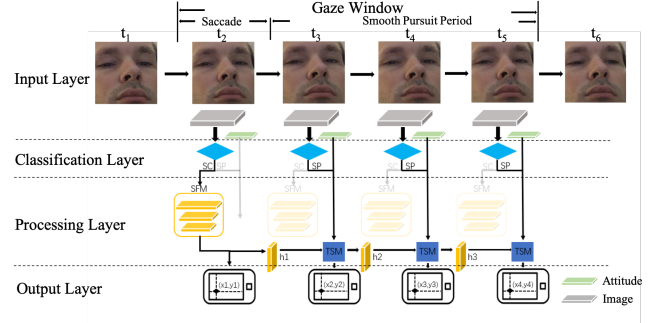 Gaze Window
Saccade
Smooth Pursuit Period
t1 t2 t3 t4 t5 t6
Input Layer
Classification Layer
SC SP SC SP SC SP SC SP
SFM SFM SFM SFM
Processing Layer
h1 TSM h2 TSM h3 TSM
Attitude
(x1,y1) (x2,y2) (x3,y3) (x4,y4)
Output Layer
Image